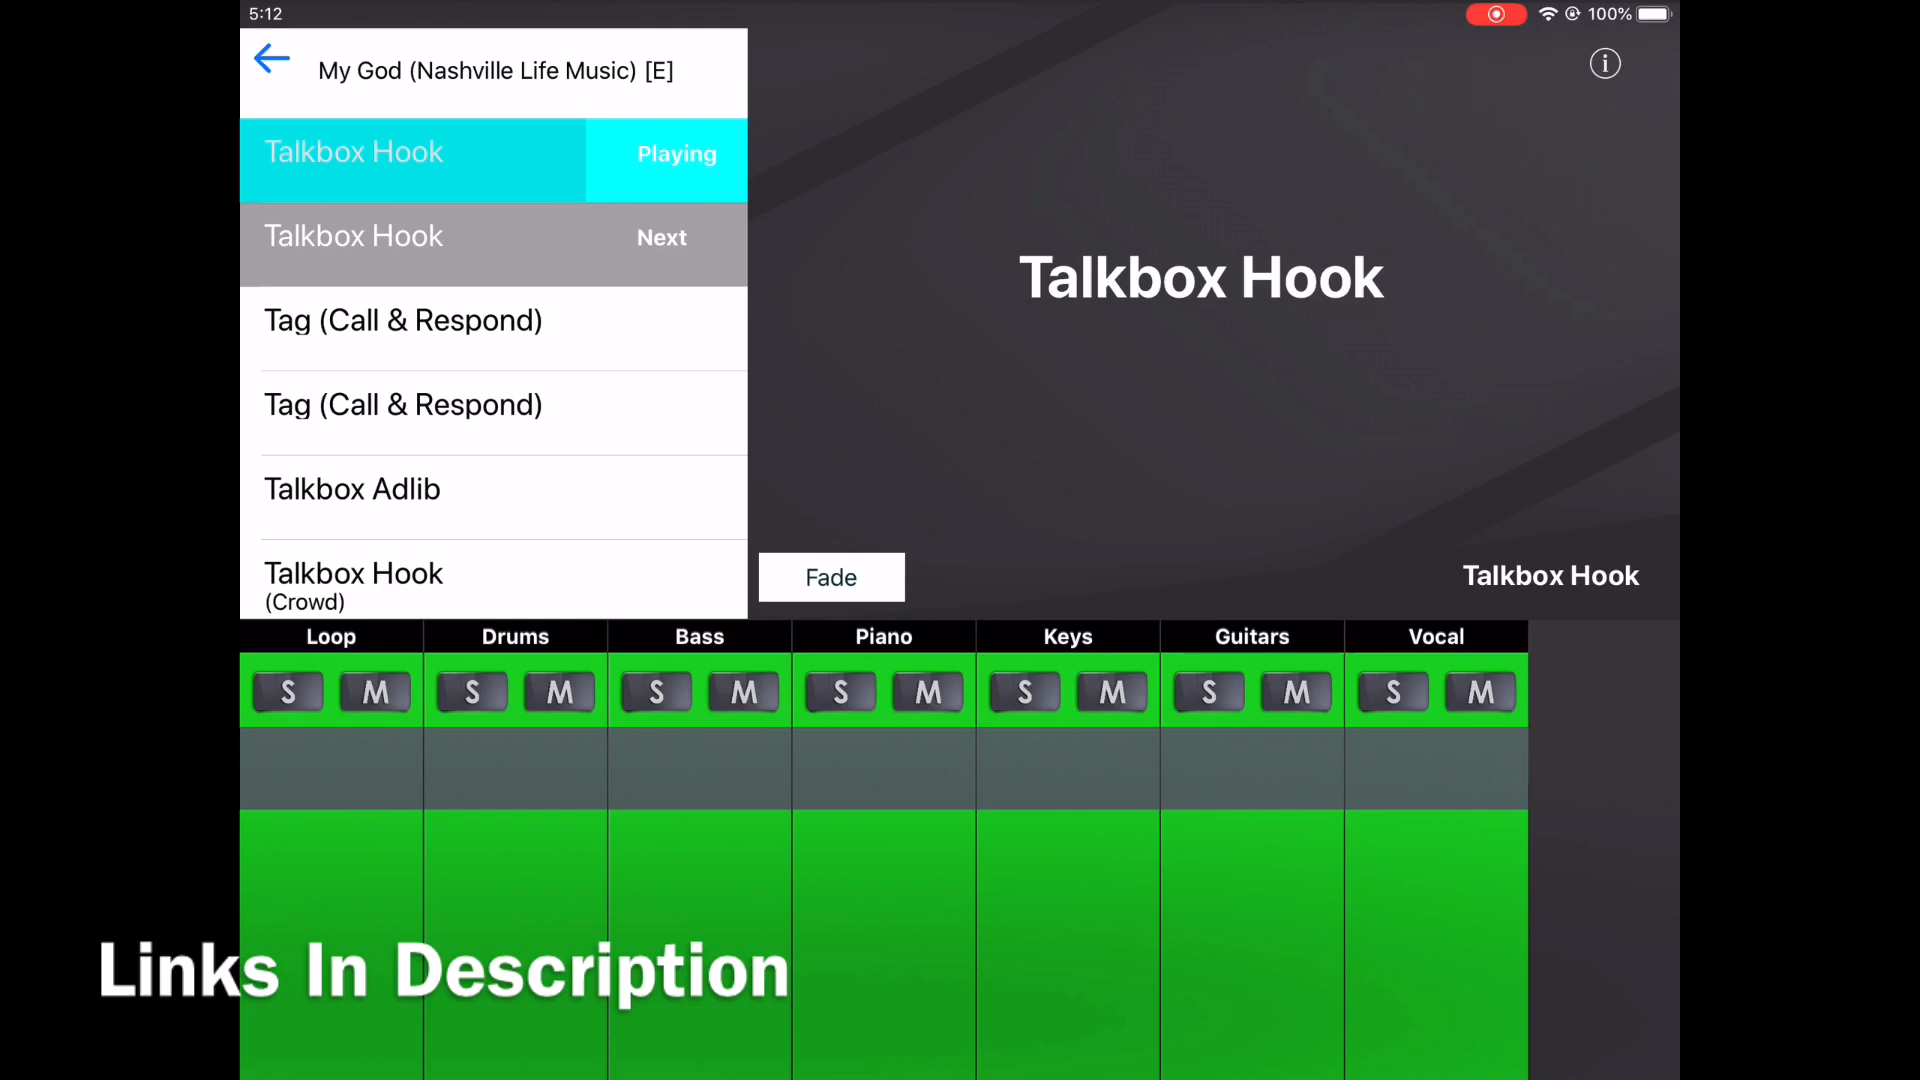 5:12
100%
My God (Nashville Life Music) [E]
i
Talkbox Hook Playing
Talkbox Hook Next
Tag (Call & Respond)
Tag (Call & Respond)
Talkbox Adlib
Talkbox Hook
(Crowd)
Talkbox Hook
Fade
Talkbox Hook
Loop Drums Bass Piano Keys Guitars Vocal
S M S M S M S M S M S M S M
Links In Description